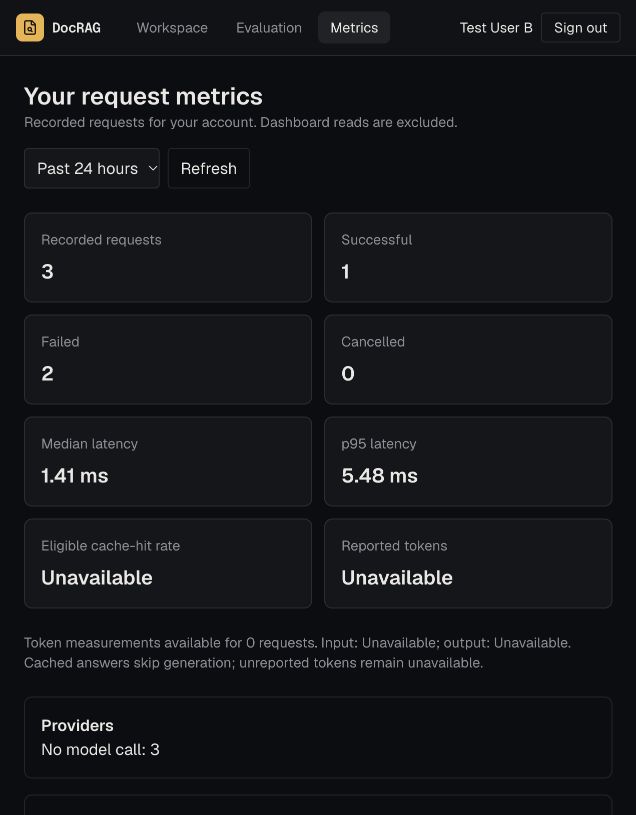 DocRAG Workspace Evaluation Metrics Test User B Sign out
Your request metrics
Recorded requests for your account. Dashboard reads are excluded.
Past 24 hours Refresh
Recorded requests Successful
3 1
Failed Cancelled
2 0
Median latency p95 latency
1.41 ms 5.48 ms
Eligible cache-hit rate Reported tokens
Unavailable Unavailable
Token measurements available for 0 requests. Input: Unavailable; output: Unavailable.
Cached answers skip generation; unreported tokens remain unavailable.
Providers
No model call: 3